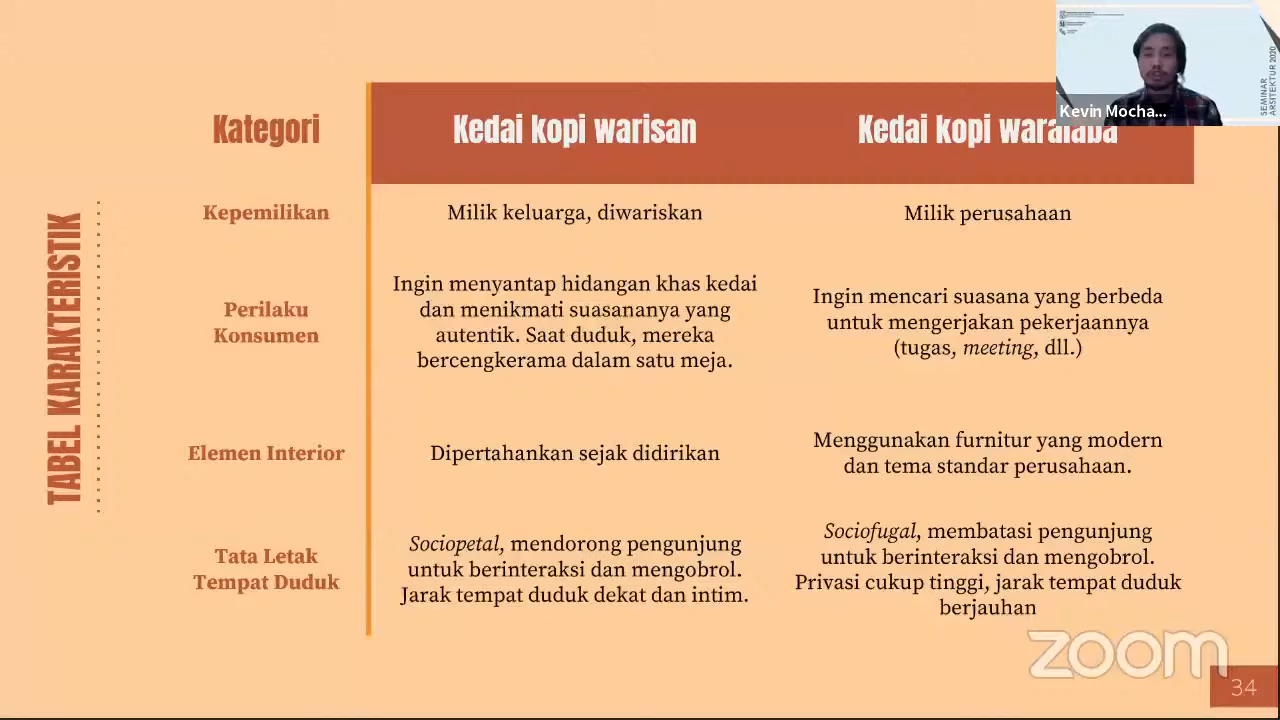 Kategori
Kedai kopi warisan
Kedai kopi waralaba
Kevin Mocha...
SEMINAR
ARSITEKTUR 2020
TABEL KARAKTERISTIK
Kepemilikan
Milik keluarga, diwariskan
Milik perusahaan
Perilaku
Konsumen
Ingin menyantap hidangan khas kedai
dan menikmati suasananya yang
autentik. Saat duduk, mereka
bercengkerama dalam satu meja.
Ingin mencari suasana yang berbeda
untuk mengerjakan pekerjaannya
(tugas, meeting, dll.)
Elemen Interior
Dipertahankan sejak didirikan
Menggunakan furnitur yang modern
dan tema standar perusahaan.
Tata Letak
Tempat Duduk
Sociopetal, mendorong pengunjung
untuk berinteraksi dan mengobrol.
Jarak tempat duduk dekat dan intim.
Sociofugal, membatasi pengunjung
untuk berinteraksi dan mengobrol.
Privasi cukup tinggi, jarak tempat duduk
berjauhan
zoom
34